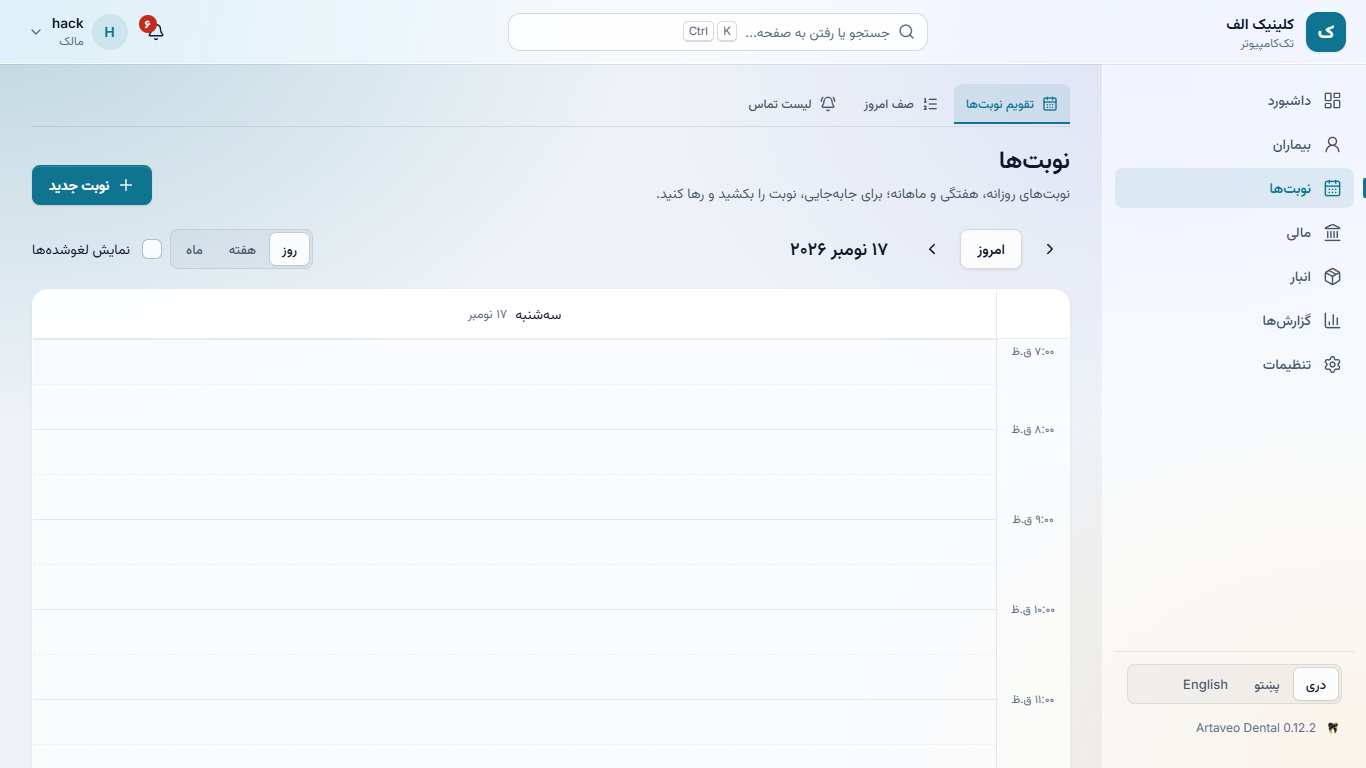 ک
کلینیک الف
تک‌کامپیوتر
جستجو یا رفتن به صفحه...
Ctrl K
۶
H
hack
مالک
داشبورد
بیماران
نوبت‌ها
مالی
انبار
گزارش‌ها
تنظیمات
دری
پښتو
English
Artaveo Dental 0.12.2
تقویم نوبت‌ها
صف امروز
لیست تماس
نوبت‌ها
نوبت‌های روزانه، هفتگی و ماهانه؛ برای جابه‌جایی، نوبت را بکشید و رها کنید.
نوبت جدید
امروز
۱۷ نومبر ۲۰۲۶
روز
هفته
ماه
نمایش لغوشده‌ها
سه‌شنبه ۱۷ نومبر
۷:۰۰ ق.ظ
۸:۰۰ ق.ظ
۹:۰۰ ق.ظ
۱۰:۰۰ ق.ظ
۱۱:۰۰ ق.ظ